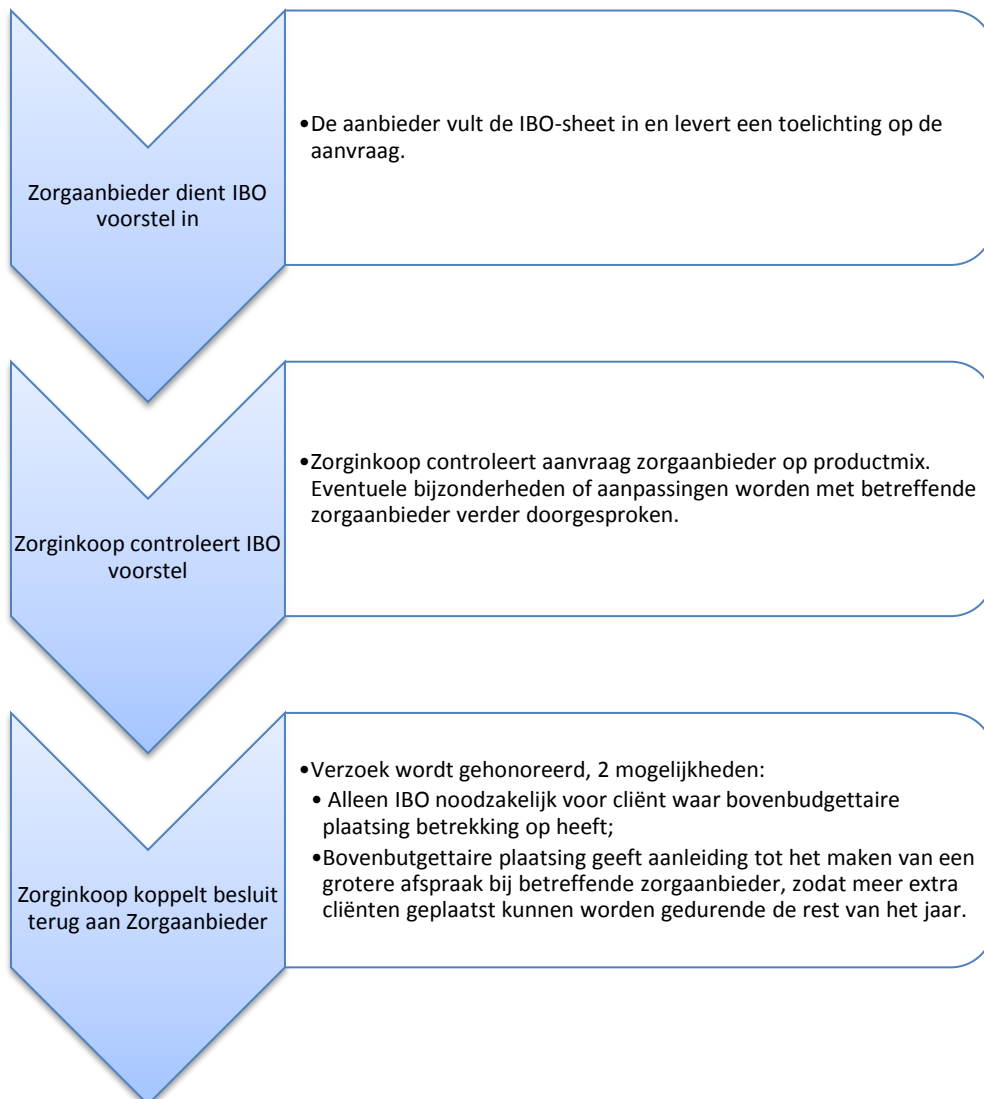 Zorgaanbieder dient IBO
voorstel in
•De aanbieder vult de IBO-sheet in en levert een toelichting op de
aanvraag.
Zorginkoop controleert IBO
voorstel
•Zorginkoop controleert aanvraag zorgaanbieder op productmix.
Eventuele bijzonderheden of aanpassingen worden met betreffende
zorgaanbieder verder doorgesproken.
Zorginkoop koppelt besluit
terug aan Zorgaanbieder
•Verzoek wordt gehonoreerd, 2 mogelijkheden:
• Alleen IBO noodzakelijk voor cliënt waar bovenbudgettaire
plaatsing betrekking op heeft;
•Bovenbutgettaire plaatsing geeft aanleiding tot het maken van een
grotere afspraak bij betreffende zorgaanbieder, zodat meer extra
cliënten geplaatst kunnen worden gedurende de rest van het jaar.